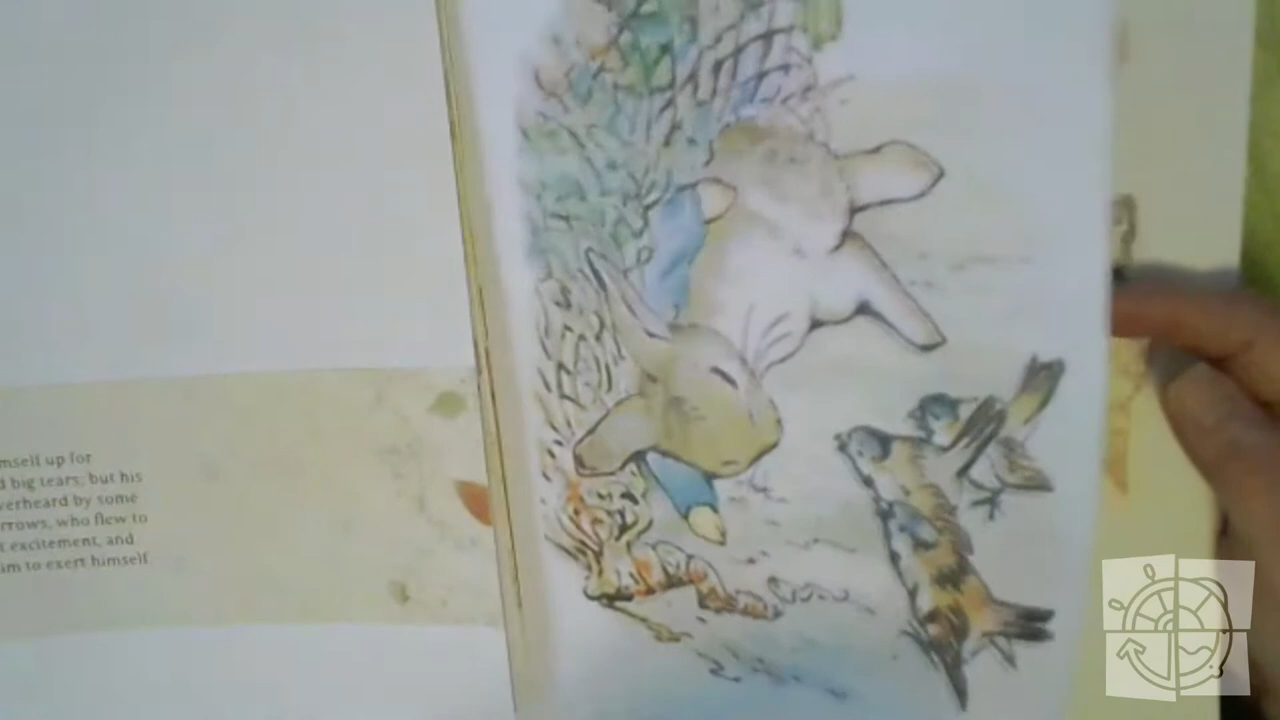 mself up for
d big tears; but his
verheard by some
rrows, who flew to
t excitement, and
im to exert himself